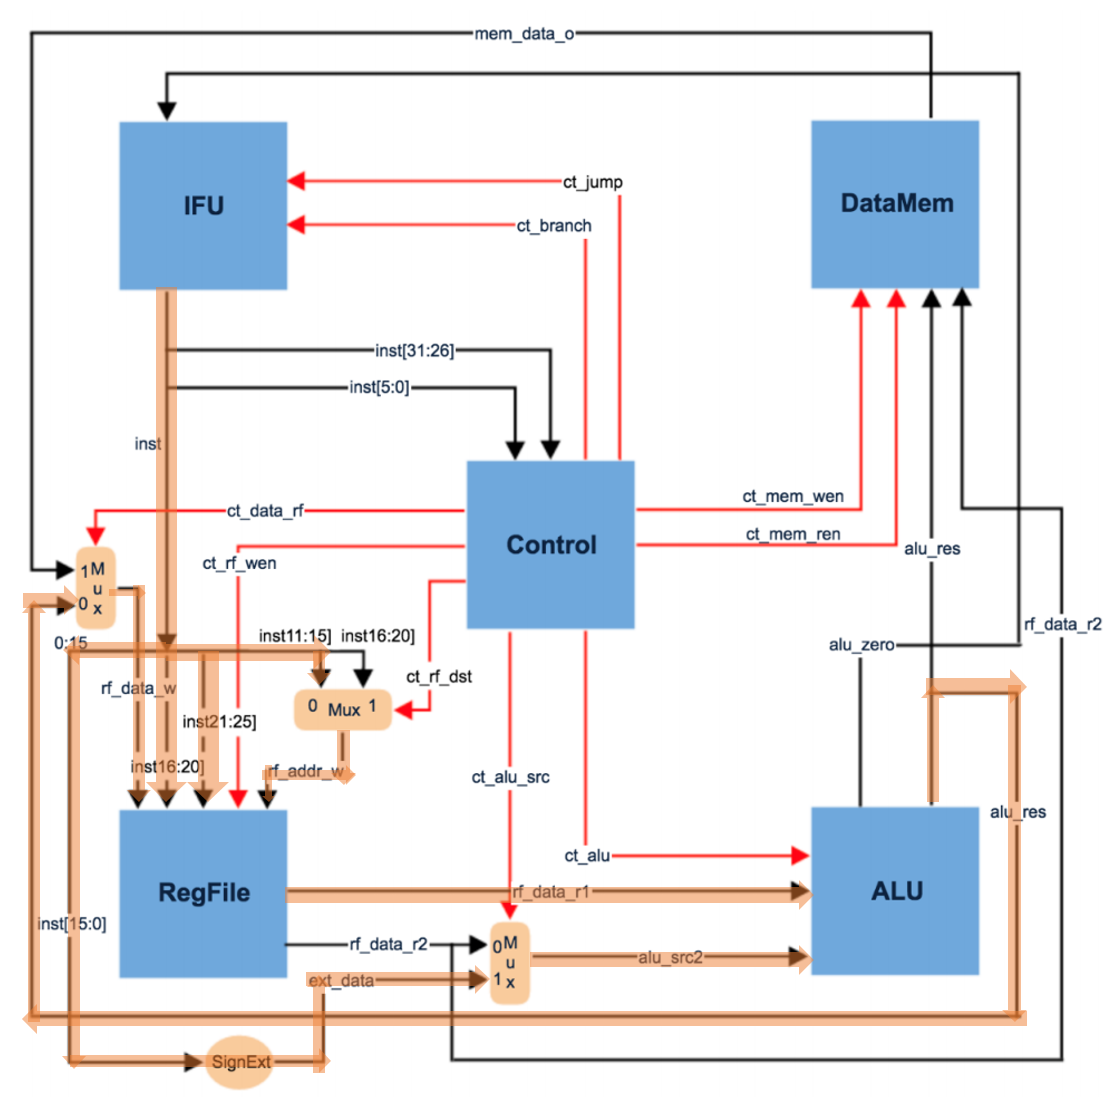 mem_data_o
IFU
DataMem
ct_jump
ct_branch
inst[31:26]
inst[5:0]
inst
Control
ct_mem_wen
ct_mem_ren
ct_data_rf
ct_rf_wen
alu_res
1 M
u
0 x
0:15
inst11:15] inst16:20]
rf_data_r2
alu_zero
ct_rf_dst
rf_data_w
0 Mux 1
inst21:25]
inst16:20]
rf_addr_w
ct_alu_src
alu_res
ct_alu
RegFile
ALU
rf_data_r1
inst[15:0]
rf_data_r2
0 M
u
1 x
alu_src2
ext_data
SignExt